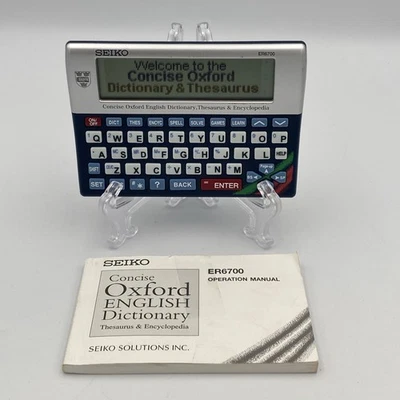 SEIKO ER6700
Welcome to the
Concise Oxford
Dictionary & Thesaurus
Concise Oxford English Dictionary, Thesaurus & Encyclopedia
ON/OFF DICT THES ENCYC SPELL SOLVE GAMES LEARN
Q W E R T U O P
A S D F G H J K L HELP
SHIFT Z X C V B N M
SET * ? BACK ENTER
SEIKO
Concise
Oxford
ENGLISH
Dictionary
Thesaurus & Encyclopedia
SEIKO SOLUTIONS INC.
ER6700
OPERATION MANUAL